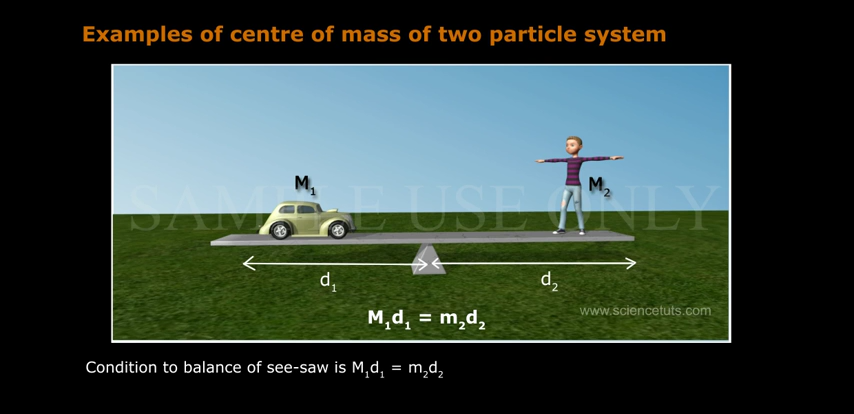 Examples of centre of mass of two particle system
SAMPLE USE ONLY
M₁
M₂
d₁
d₂
www.sciencetuts.com
M₁d₁ = m₂d₂
Condition to balance of see-saw is M₁d₁ = m₂d₂